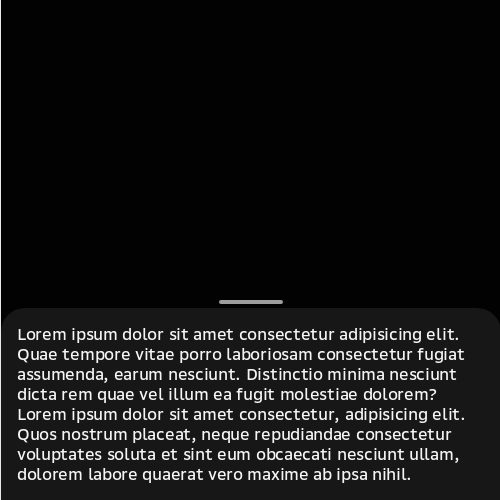 Lorem ipsum dolor sit amet consectetur adipisicing elit.
Quae tempore vitae porro laboriosam consectetur fugiat
assumenda, earum nesciunt. Distinctio minima nesciunt
dicta rem quae vel illum ea fugit molestiae dolorem?
Lorem ipsum dolor sit amet consectetur, adipisicing elit.
Quos nostrum placeat, neque repudiandae consectetur
voluptates soluta et sint eum obcaecati nesciunt ullam,
dolorem labore quaerat vero maxime ab ipsa nihil.